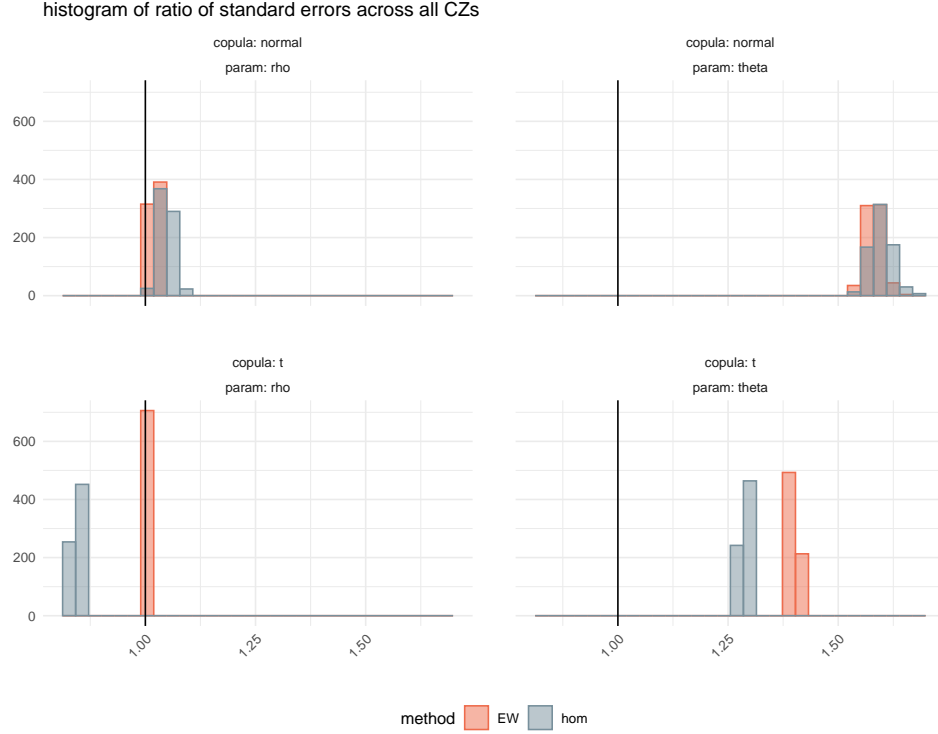 histogram of ratio of standard errors across all CZs
copula: normal
param: rho
copula: normal
param: theta
600
400
200
0
copula: t
param: rho
copula: t
param: theta
600
400
200
0
1.00
1.25
1.50
1.00
1.25
1.50
method EW hom